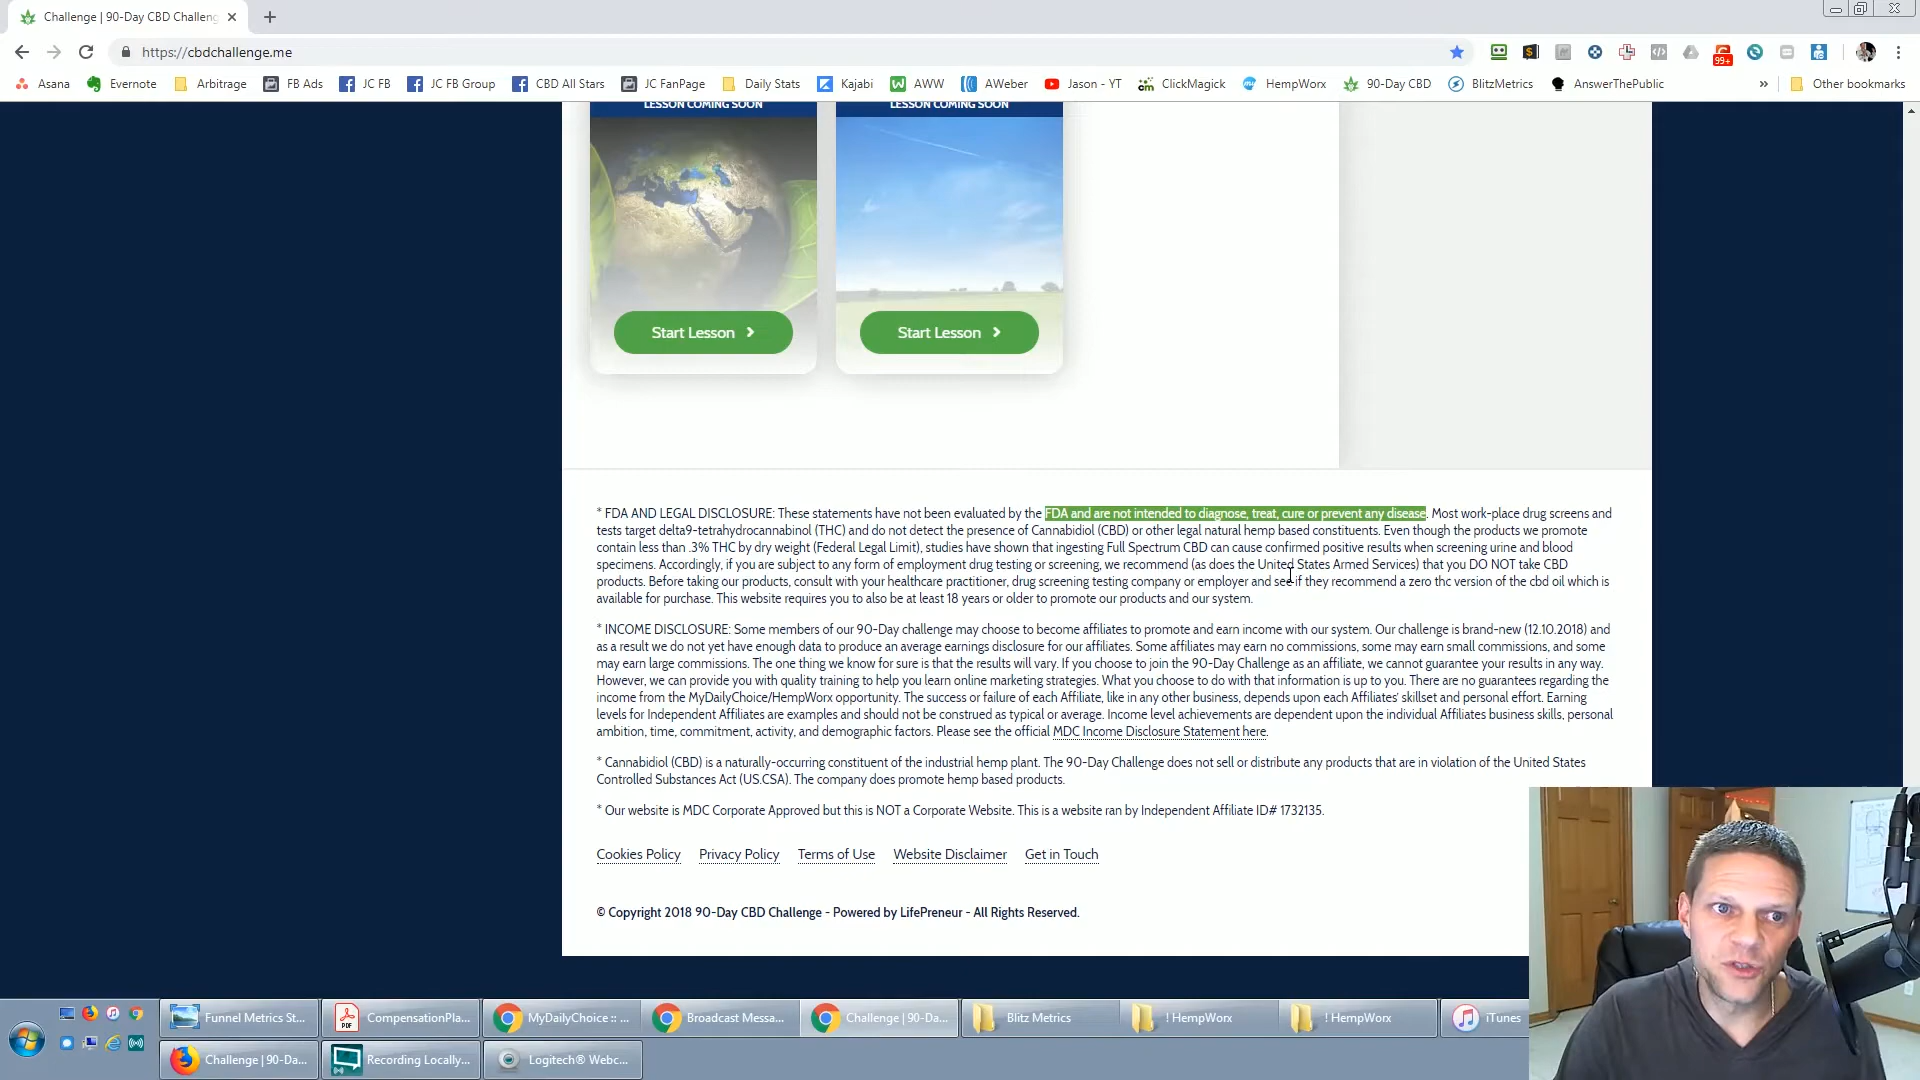 Challenge | 90-Day CBD Challeng
https://cbdchallenge.me
99+
Asana Evernote Arbitrage FB Ads JC FB JC FB Group CBD All Stars JC FanPage Daily Stats Kajabi AWW AWeber Jason - YT ClickMagick HempWorx 90-Day CBD BlitzMetrics AnswerThePublic » Other bookmarks
LESSON COMING SOON LESSON COMING SOON
Start Lesson Start Lesson
* FDA AND LEGAL DISCLOSURE: These statements have not been evaluated by the FDA and are not intended to diagnose, treat, cure or prevent any disease. Most work-place drug screens and
tests target delta9-tetrahydrocannabinol (THC) and do not detect the presence of Cannabidiol (CBD) or other legal natural hemp based constituents. Even though the products we promote
contain less than .3% THC by dry weight (Federal Legal Limit), studies have shown that ingesting Full Spectrum CBD can cause confirmed positive results when screening urine and blood
specimens. Accordingly, if you are subject to any form of employment drug testing or screening, we recommend (as does the United States Armed Services) that you DO NOT take CBD
products. Before taking our products, consult with your healthcare practitioner, drug screening testing company or employer and see if they recommend a zero thc version of the cbd oil which is
available for purchase. This website requires you to also be at least 18 years or older to promote our products and our system.
* INCOME DISCLOSURE: Some members of our 90-Day challenge may choose to become affiliates to promote and earn income with our system. Our challenge is brand-new (12.10.2018) and
as a result we do not yet have enough data to produce an average earnings disclosure for our affiliates. Some affiliates may earn no commissions, some may earn small commissions, and some
may earn large commissions. The one thing we know for sure is that the results will vary. If you choose to join the 90-Day Challenge as an affiliate, we cannot guarantee your results in any way.
However, we can provide you with quality training to help you learn online marketing strategies. What you choose to do with that information is up to you. There are no guarantees regarding the
income from the MyDailyChoice/HempWorx opportunity. The success or failure of each Affiliate, like in any other business, depends upon each Affiliates' skillset and personal effort. Earning
levels for Independent Affiliates are examples and should not be construed as typical or average. Income level achievements are dependent upon the individual Affiliates business skills, personal
ambition, time, commitment, activity, and demographic factors. Please see the official MDC Income Disclosure Statement here.
* Cannabidiol (CBD) is a naturally-occurring constituent of the industrial hemp plant. The 90-Day Challenge does not sell or distribute any products that are in violation of the United States
Controlled Substances Act (US.CSA). The company does promote hemp based products.
* Our website is MDC Corporate Approved but this is NOT a Corporate Website. This is a website ran by Independent Affiliate ID# 1732135.
Cookies Policy Privacy Policy Terms of Use Website Disclaimer Get in Touch
© Copyright 2018 90-Day CBD Challenge - Powered by LifePreneur - All Rights Reserved.
Funnel Metrics St... CompensationPla... MyDailyChoice :: ... Broadcast Messa... Challenge | 90-Da... Blitz Metrics ! HempWorx ! HempWorx iTunes
Challenge | 90-Da... Recording Locally... Logitech® Webc...